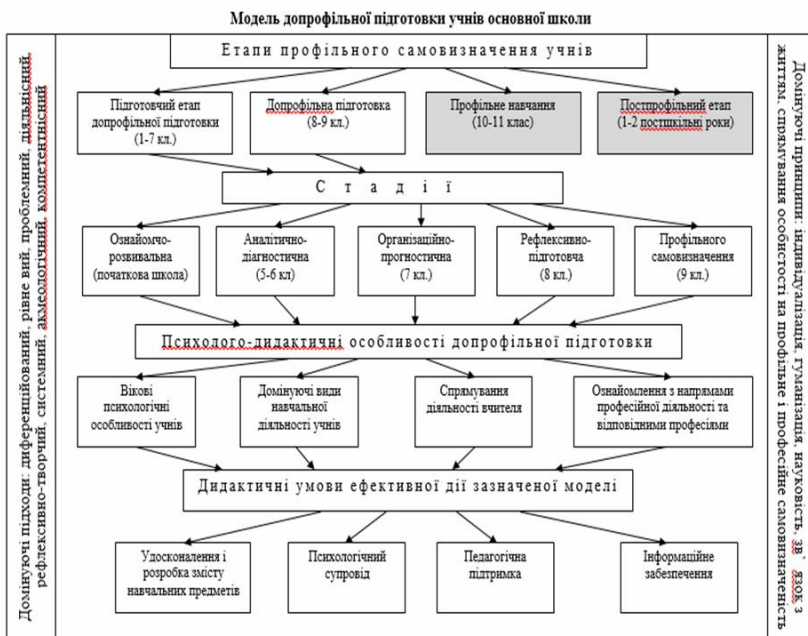 Модель допрофільної підготовки учнів основної школи
Домінуючі підходи: диференційований, рівне вий, проблемний, діяльнісний,
рефлексивно-творчий, системний, акмеологічний, компетентнісний
Етапи профільного самовизначення учнів
Підготовчий етап
допрофільної підготовки
(1-7 кл.)
Допрофільна підготовка
(8-9 кл.)
Профільне навчання
(10-11 клас)
Постпрофільний етап
(1-2 постшкільні роки)
Стадії
Ознайомчо-
розвивальна
(початкова школа)
Аналітично-
діагностична
(5-6 кл)
Організаційно-
прогностична
(7 кл.)
Рефлексивно-
підготовча
(8 кл.)
Профільного
самовизначення
(9 кл.)
Психолого-дидактичні особливості допрофільної підготовки
Вікові
психологічні
особливості учнів
Домінуючі види
навчальної
діяльності учнів
Спрямування
діяльності вчителя
Ознайомлення з напрямами
професійної діяльності та
відповідними професіями
Дидактичні умови ефективної дії зазначеної моделі
Удосконалення і
розробка змісту
навчальних предметів
Психологічний
супровід
Педагогічна
підтримка
Інформаційне
забезпечення
Домінуючі принципи: індивідуалізація, гуманізація, науковість, зв` язок з
життям, спрямування особистості на профільне і професійне самовизначеність